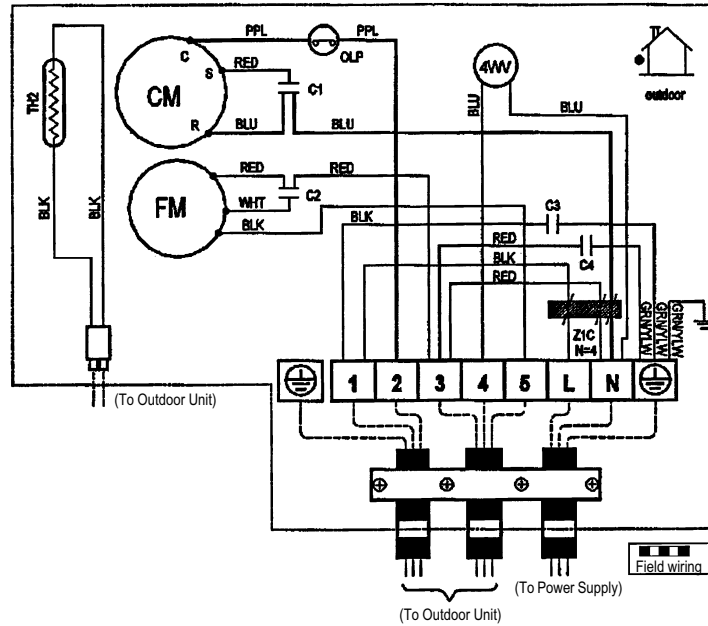 PPL
PPL
C
OLP
S
RED
CM
C1
4WV
TH2
R
BLU
BLU
BLU
BLU
outdoor
RED
RED
C2
WHT
FM
BLK
BLK
BLK
BLK
C3
RED
C4
BLK
RED
GRN/YLW
GRN/YLW
GRN/YLW
Z1C
N=4
1 2 3 4 5 L N
(To Outdoor Unit)
Field wiring
(To Power Supply)
(To Outdoor Unit)